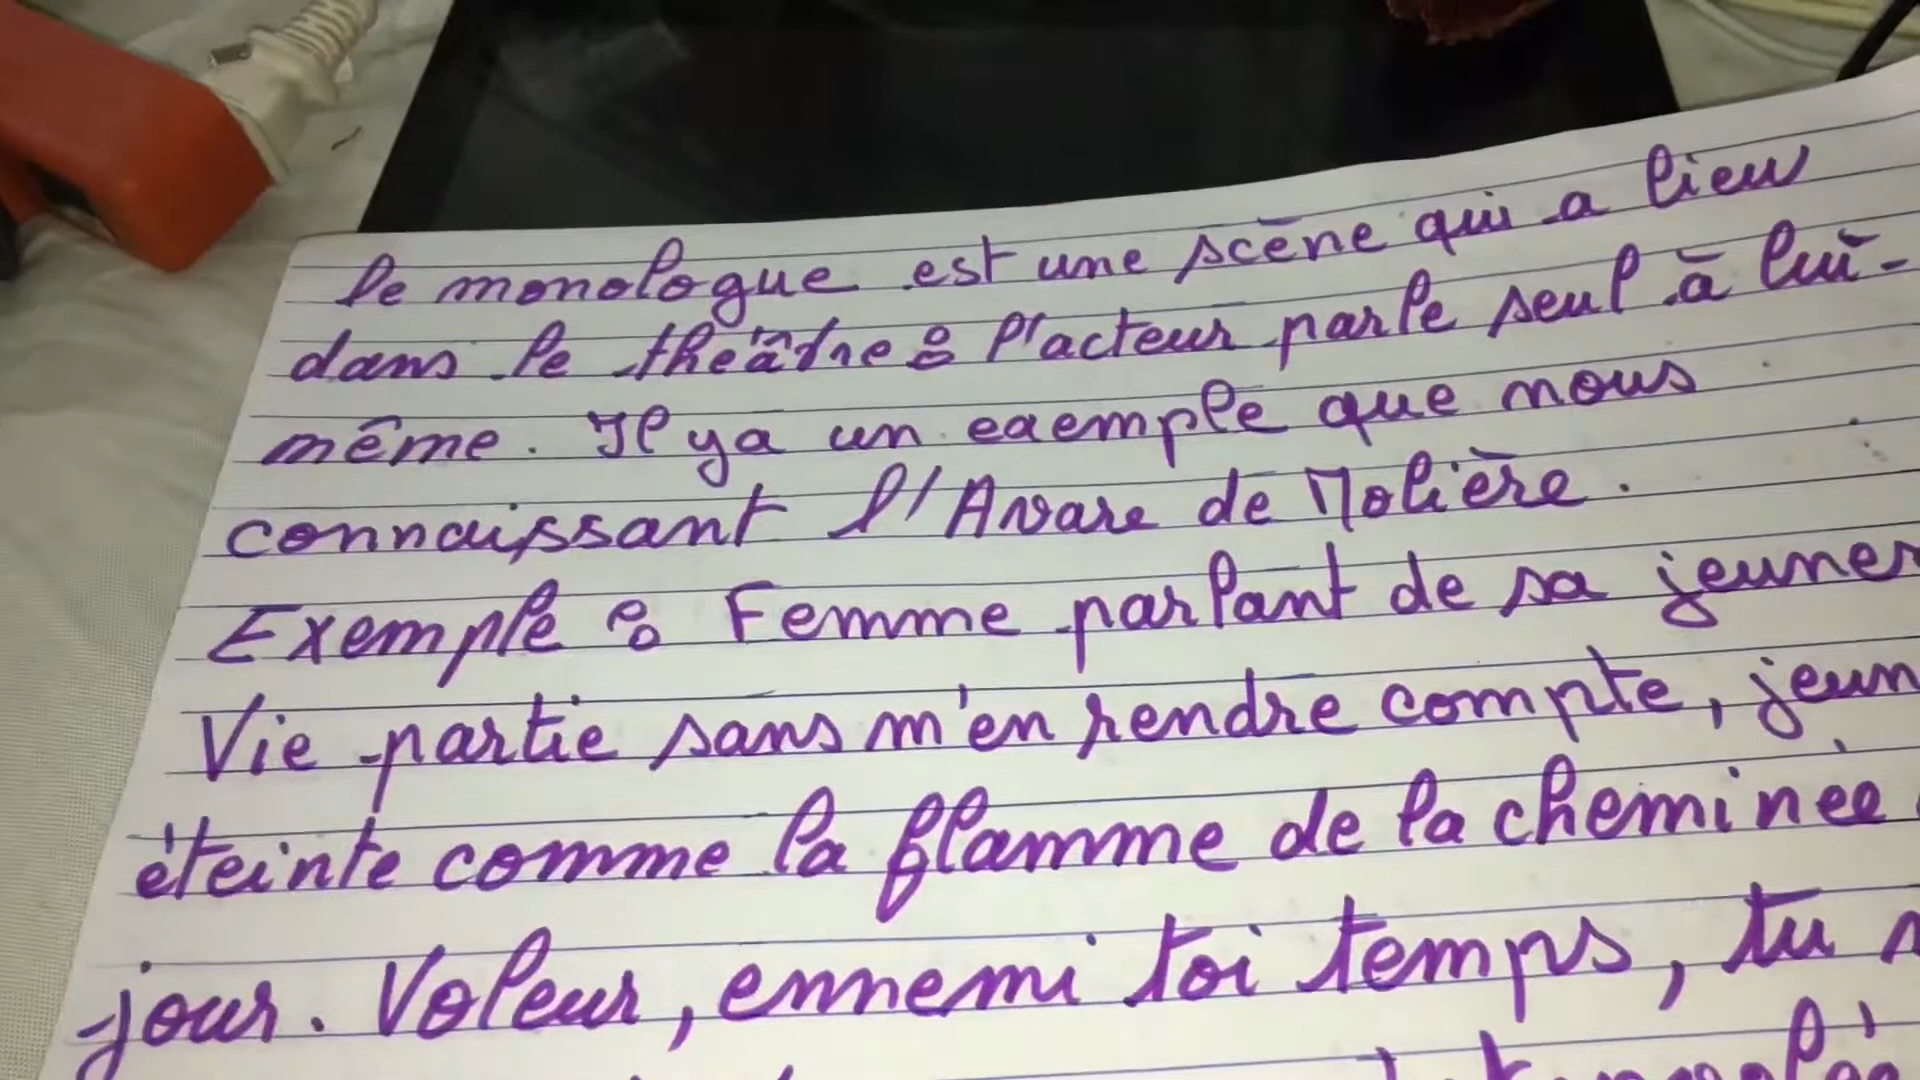 Le monologue est une scène qui a lieu
dans le théâtre : l'acteur parle seul à lui-
même. Il ya un eaemple que nous
connaissant l'Avare de Molière.
Exemple : Femme parlant de sa
Vie partie sans m'en rendre compte,
éteinte comme la flamme de la cheminée
jour. Voleur, ennemi toi temps, tu